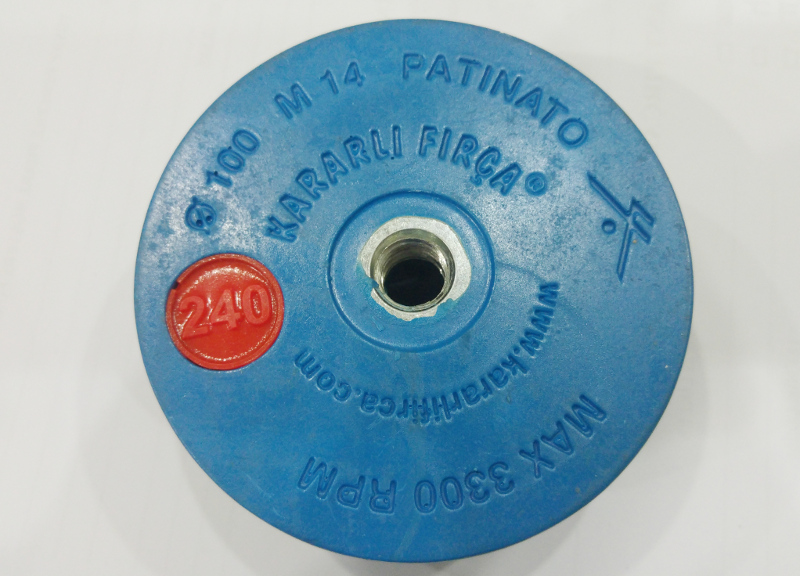 Ø 100 M 14 PATINATO
KARARLI FIRÇA®
240
www.kararlifirca.com
MAX 3300 RPM